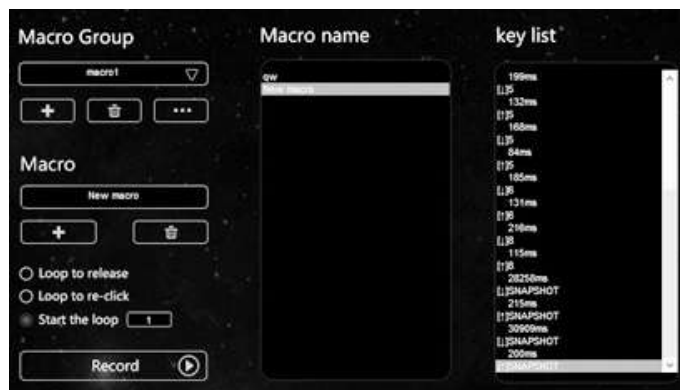 Macro Group
macro1
Macro
New macro
Loop to release
Loop to re-click
Start the loop 1
Record
Macro name
qw
New macro
key list
199ms
[↓]5
132ms
[↑]5
168ms
[↓]5
84ms
[↑]5
185ms
[↓]6
131ms
[↑]6
216ms
[↓]8
115ms
[↑]8
28258ms
[↓]SNAPSHOT
215ms
[↑]SNAPSHOT
30909ms
[↓]SNAPSHOT
200ms
[↑]SNAPSHOT